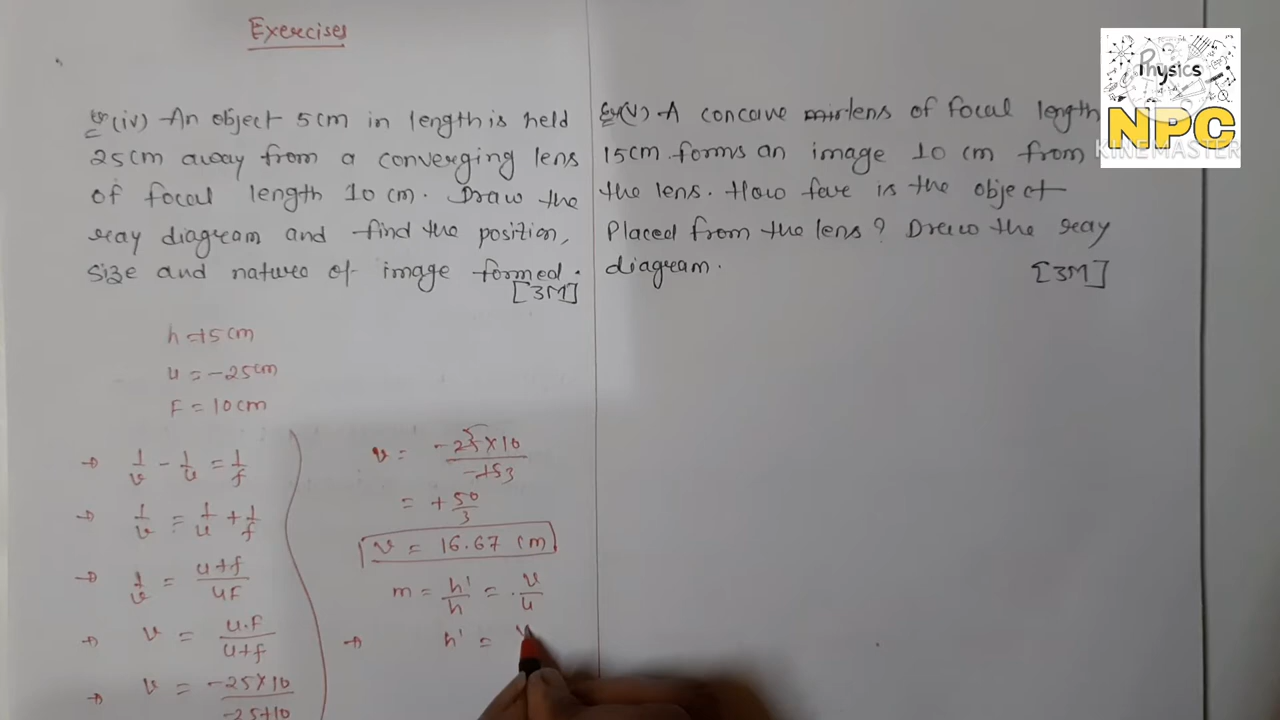 Exercises
(iv) An object 5cm in length is held
25cm away from a converging lens
of focal length 10 cm. Draw the
ray diagram and find the position,
size and nature of image formed.
[3M]
h = +5cm
u = -25cm
F = 10cm
→ 1/v - 1/u = 1/f
→ 1/v = 1/u + 1/f
→ 1/v = u+f/uF
→ v = u.F/u+f
→ v = -25×10/-25+10
v = -25×10/-15 3
= + 50/3
v = 16.67 cm
m = h'/h = v/u
→ h' =
(v) A concave lens of focal length
15cm forms an image 10 cm from
the lens. How far is the object
Placed from the lens? Draw the ray
diagram.
[3M]
Physics
NPC
KINEMASTER